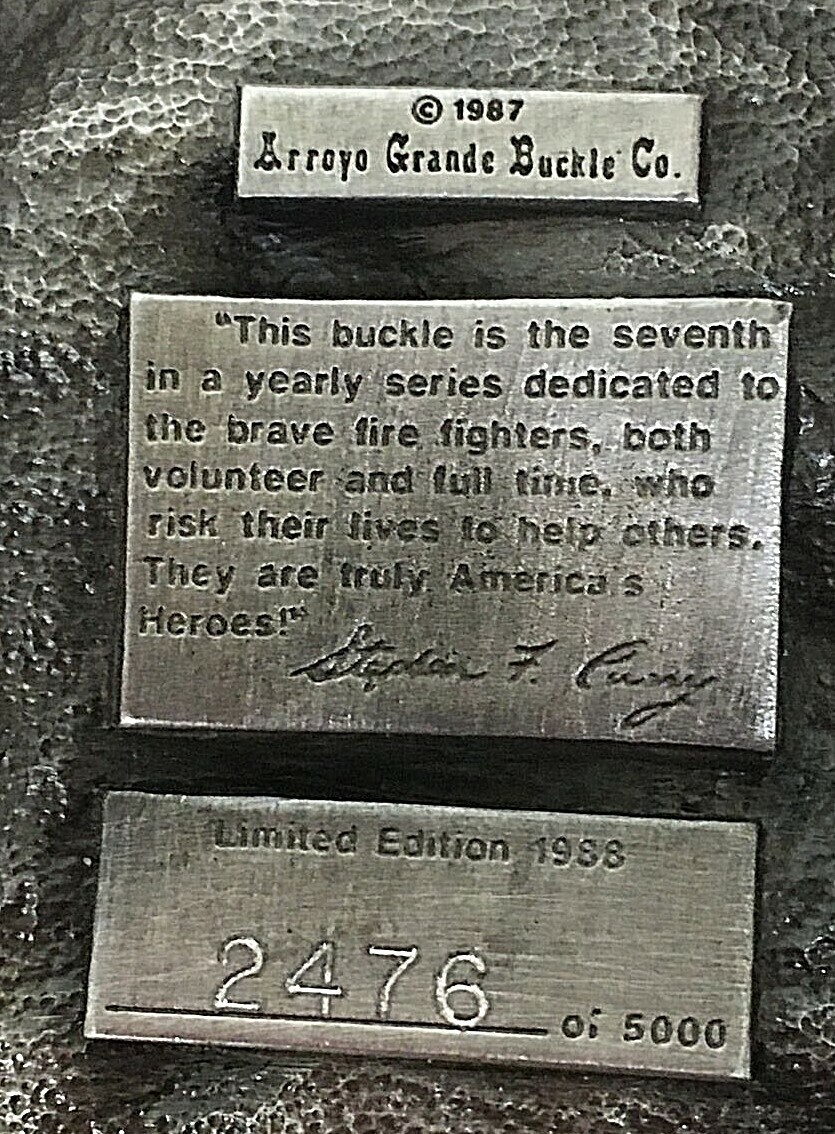 © 1987
Arroyo Grande Buckle Co.
"This buckle is the seventh
in a yearly series dedicated to
the brave fire fighters, both
volunteer and full time, who
risk their lives to help others.
They are truly America's
Heroes!"
Stephen F.
Limited Edition 1988
2476 of 5000